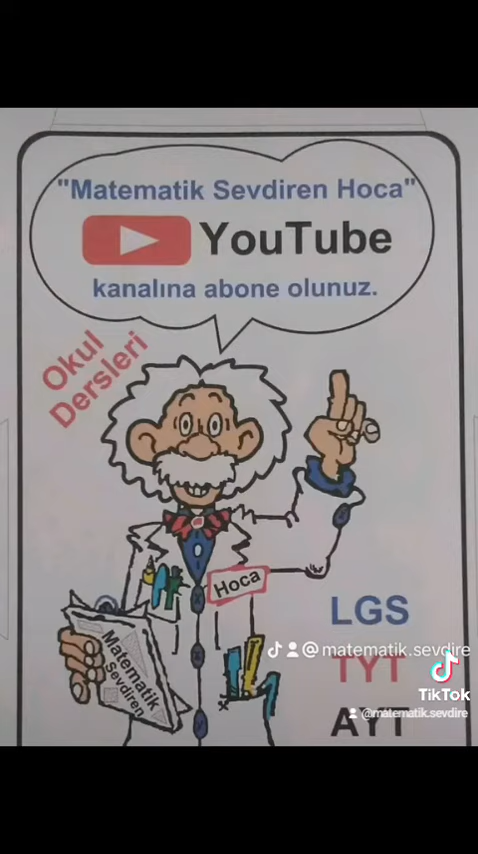 "Matematik Sevdiren Hoca"
YouTube
kanalına abone olunuz.
Okul
Dersleri
Hoca
Matematik
Sevdiren
LGS
@matematik.sevdire
TYT
TikTok
@matematik.sevdire
AYT